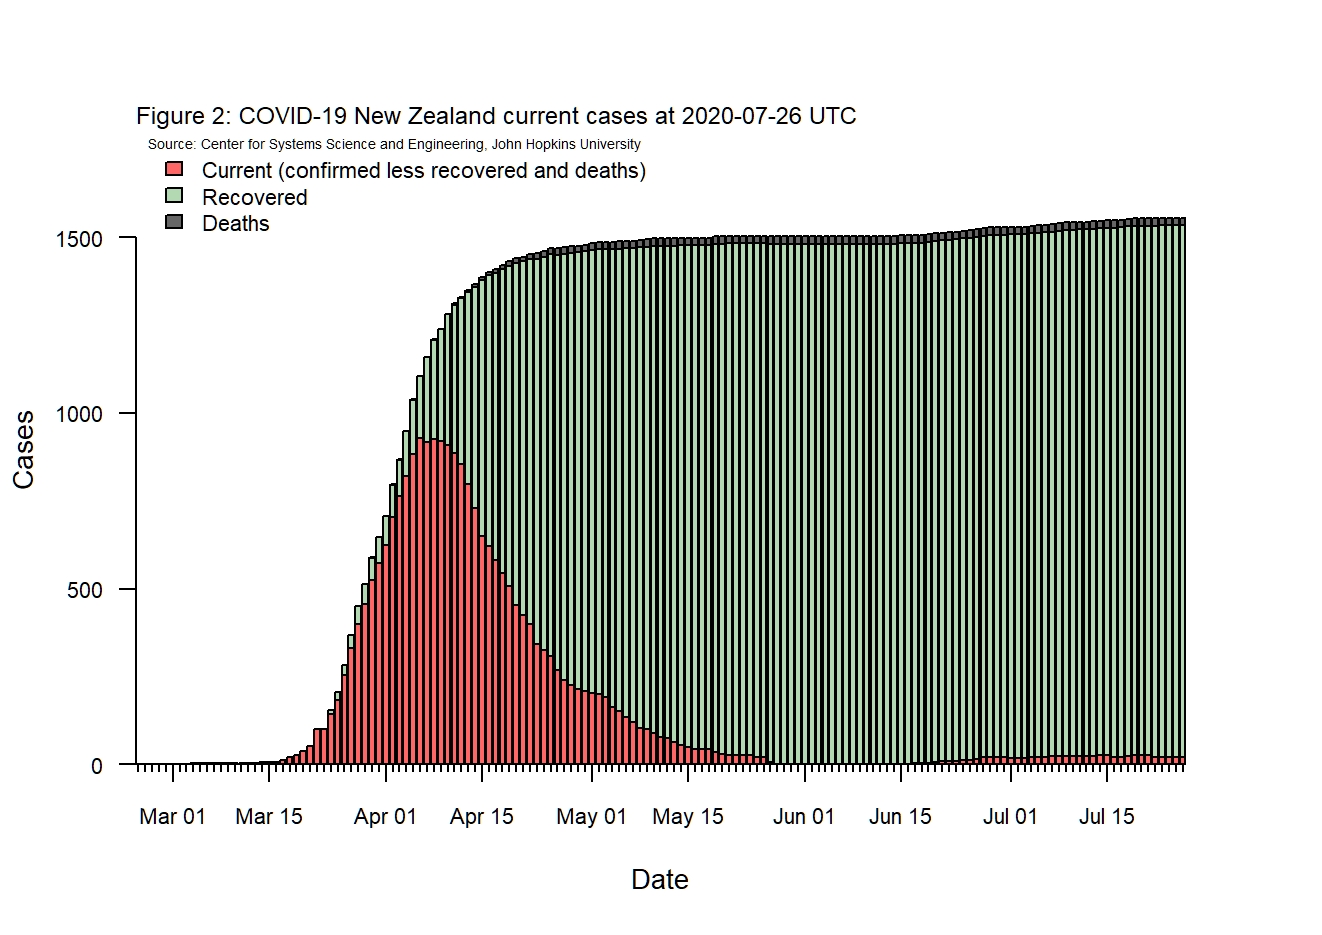 Figure 2: COVID-19 New Zealand current cases at 2020-07-26 UTC
Source: Center for Systems Science and Engineering, John Hopkins University
Current (confirmed less recovered and deaths)
Recovered
Deaths
1500
1000
500
0
Cases
Mar 01 Mar 15 Apr 01 Apr 15 May 01 May 15 Jun 01 Jun 15 Jul 01 Jul 15
Date